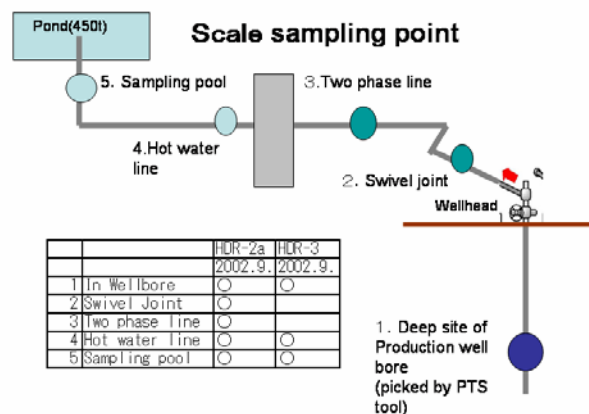 Scale sampling point
Pond(450t)
5. Sampling pool
3.Two phase line
4.Hot water
line
2. Swivel joint
Wellhead
HDR-2a HDR-3
2002.9. 2002.9.
1 In Wellbore ○ ○
2 Swivel Joint ○
3 Two phase line ○
4 Hot water line ○ ○
5 Sampling pool ○ ○
1. Deep site of
Production well
bore
(picked by PTS
tool)